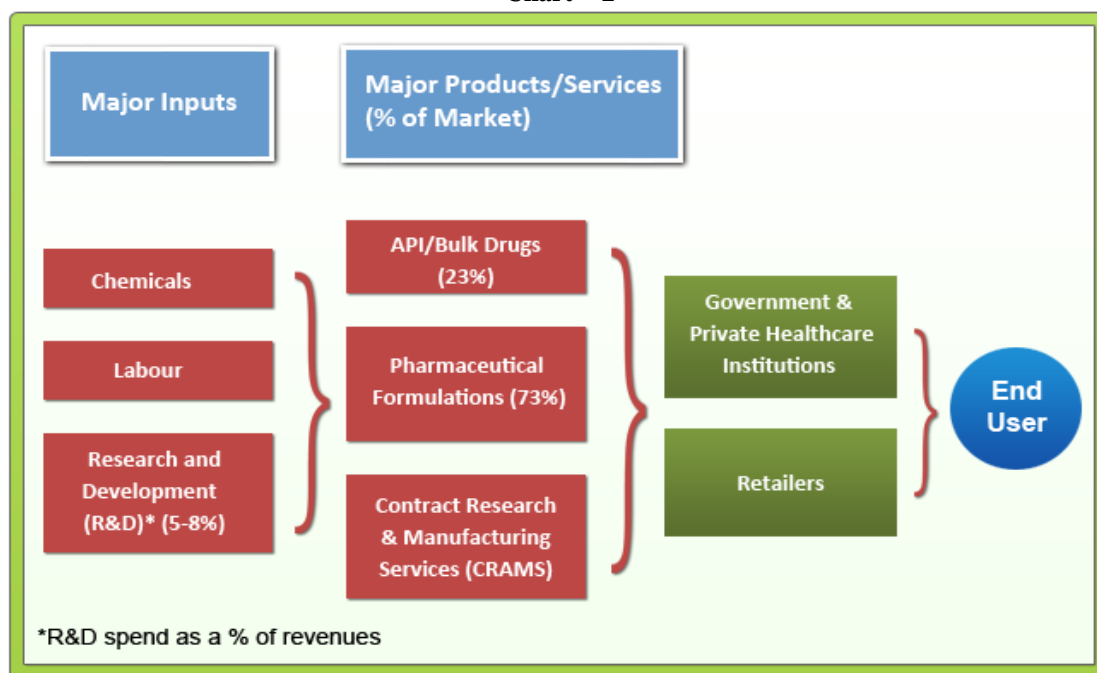 Major Inputs
Major Products/Services
(% of Market)
Chemicals
Labour
Research and
Development
(R&D)* (5-8%)
API/Bulk Drugs
(23%)
Pharmaceutical
Formulations (73%)
Contract Research
& Manufacturing
Services (CRAMS)
Government &
Private Healthcare
Institutions
Retailers
End
User
*R&D spend as a % of revenues